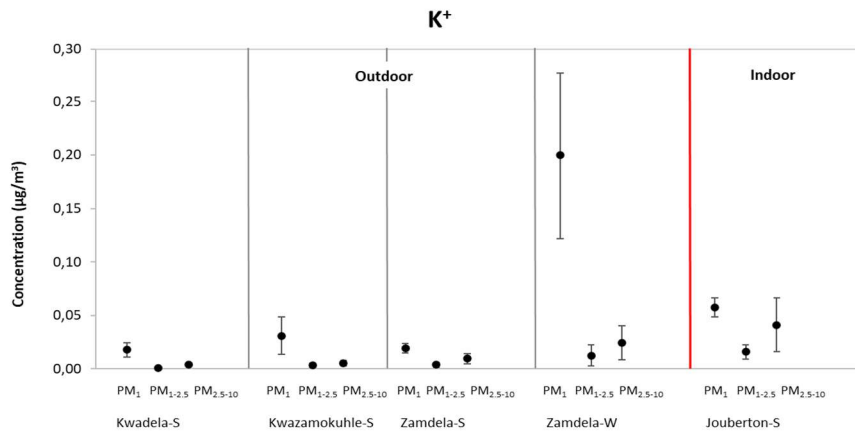 K⁺
0,30
0,25
0,20
0,15
0,10
0,05
0,00
Concentration (µg/m³)
Outdoor
Indoor
PM₁ PM₁₋₂.₅ PM₂.₅₋₁₀ PM₁ PM₁₋₂.₅ PM₂.₅₋₁₀ PM₁ PM₁₋₂.₅ PM₂.₅₋₁₀ PM₁ PM₁₋₂.₅ PM₂.₅₋₁₀ PM₁ PM₁₋₂.₅ PM₂.₅₋₁₀
Kwadela-S Kwazamokuhle-S Zamdela-S Zamdela-W Jouberton-S